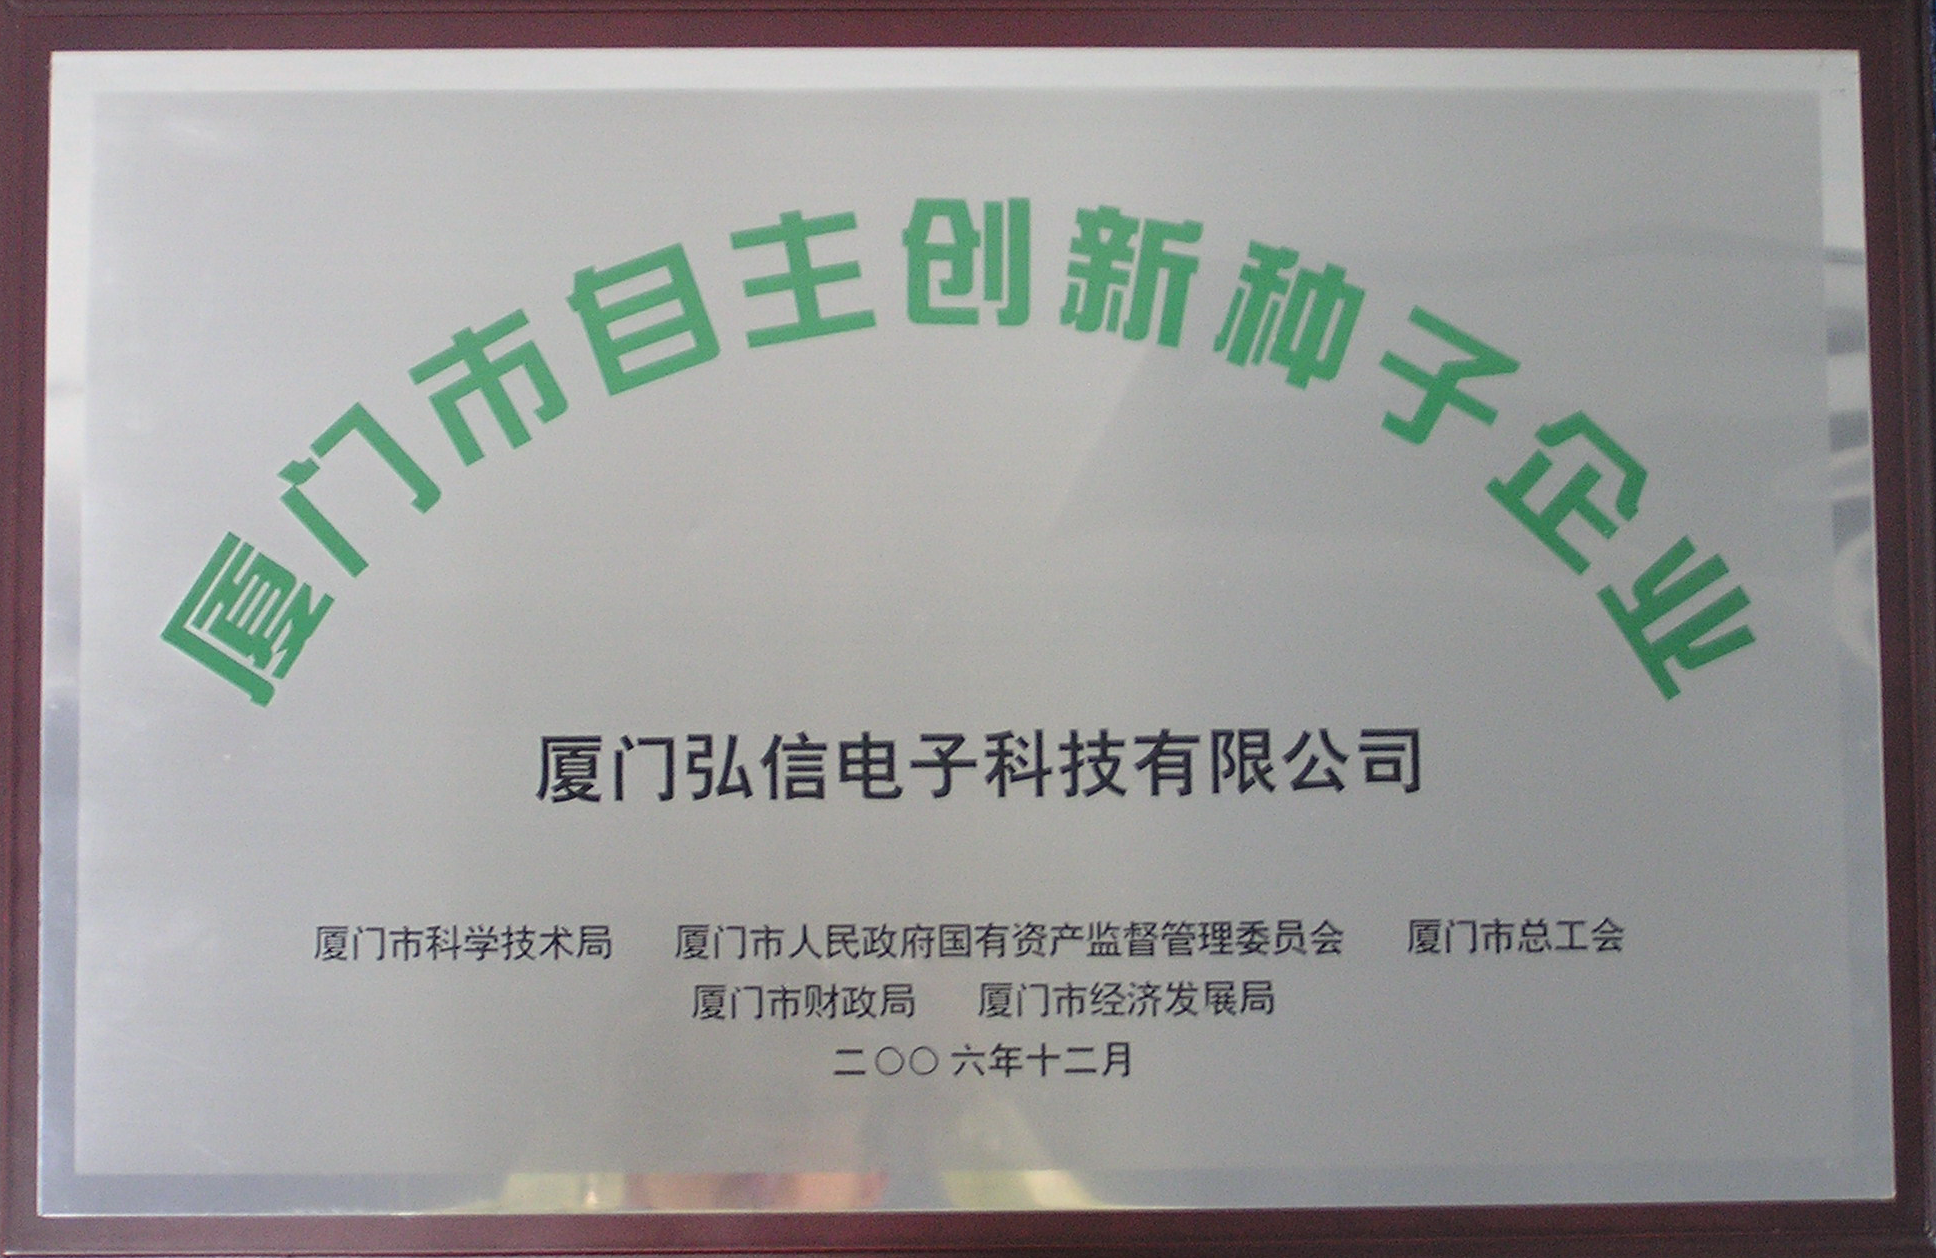 厦门市自主创新种子企业
厦门弘信电子科技有限公司
厦门市科学技术局 厦门市人民政府国有资产监督管理委员会 厦门市总工会
厦门市财政局 厦门市经济发展局
二〇〇六年十二月